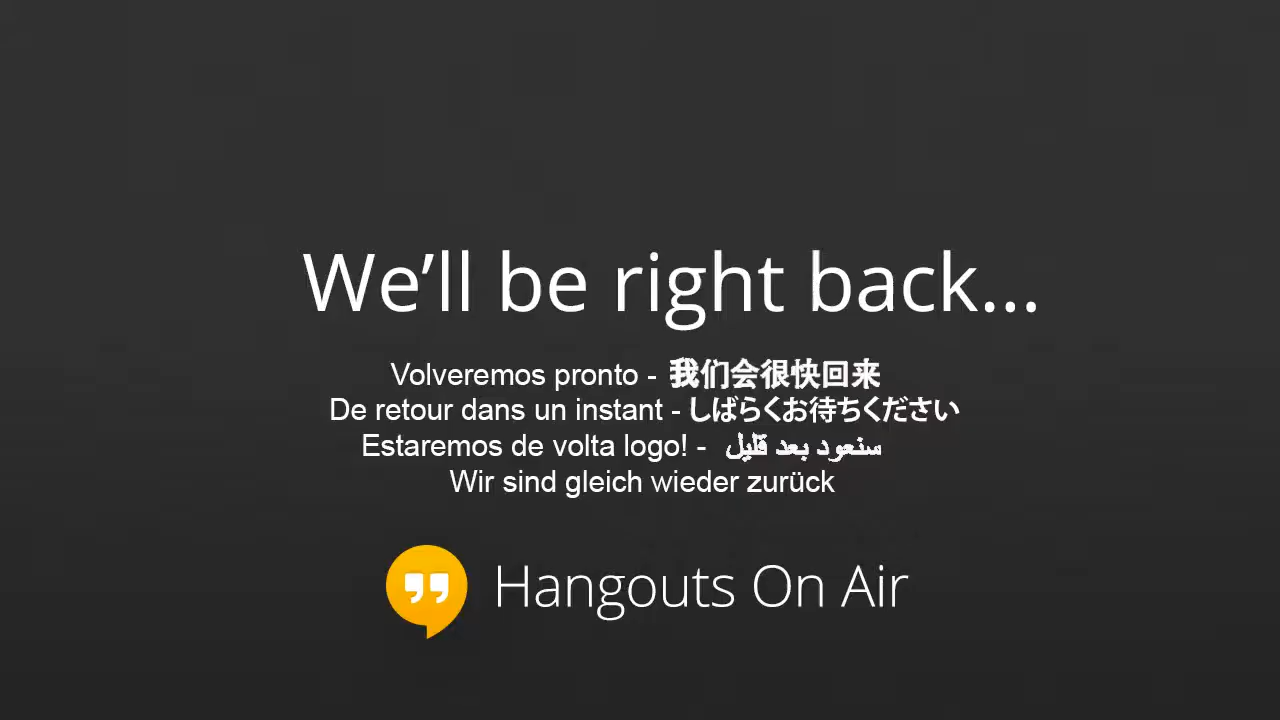 We’ll be right back...
Volveremos pronto - 我们会很快回来
De retour dans un instant - しばらくお待ちください
Estaremos de volta logo! - سنعود بعد قليل
Wir sind gleich wieder zurück
Hangouts On Air